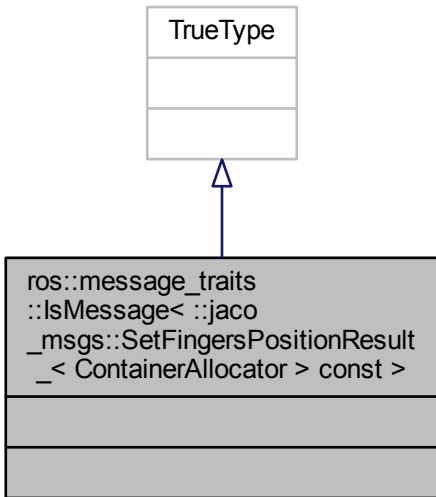 TrueType
ros::message_traits
::IsMessage< ::jaco
_msgs::SetFingersPositionResult
_< ContainerAllocator > const >